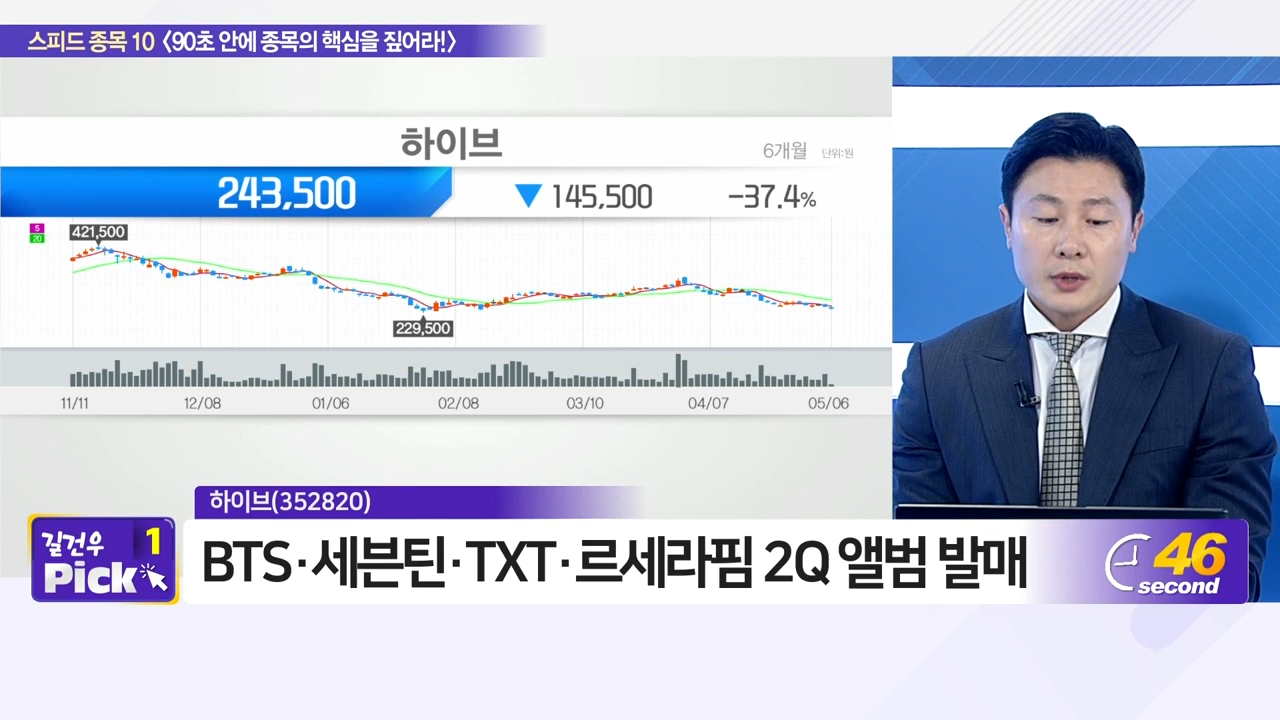 스피드 종목 10 〈90초 안에 종목의 핵심을 짚어라!〉
하이브
6개월 단위:원
243,500 ▼ 145,500 -37.4%
5
20
421,500
229,500
11/11 12/08 01/06 02/08 03/10 04/07 05/06
하이브(352820)
길건우 1
Pick
BTS·세븐틴·TXT·르세라핌 2Q 앨범 발매
46
second